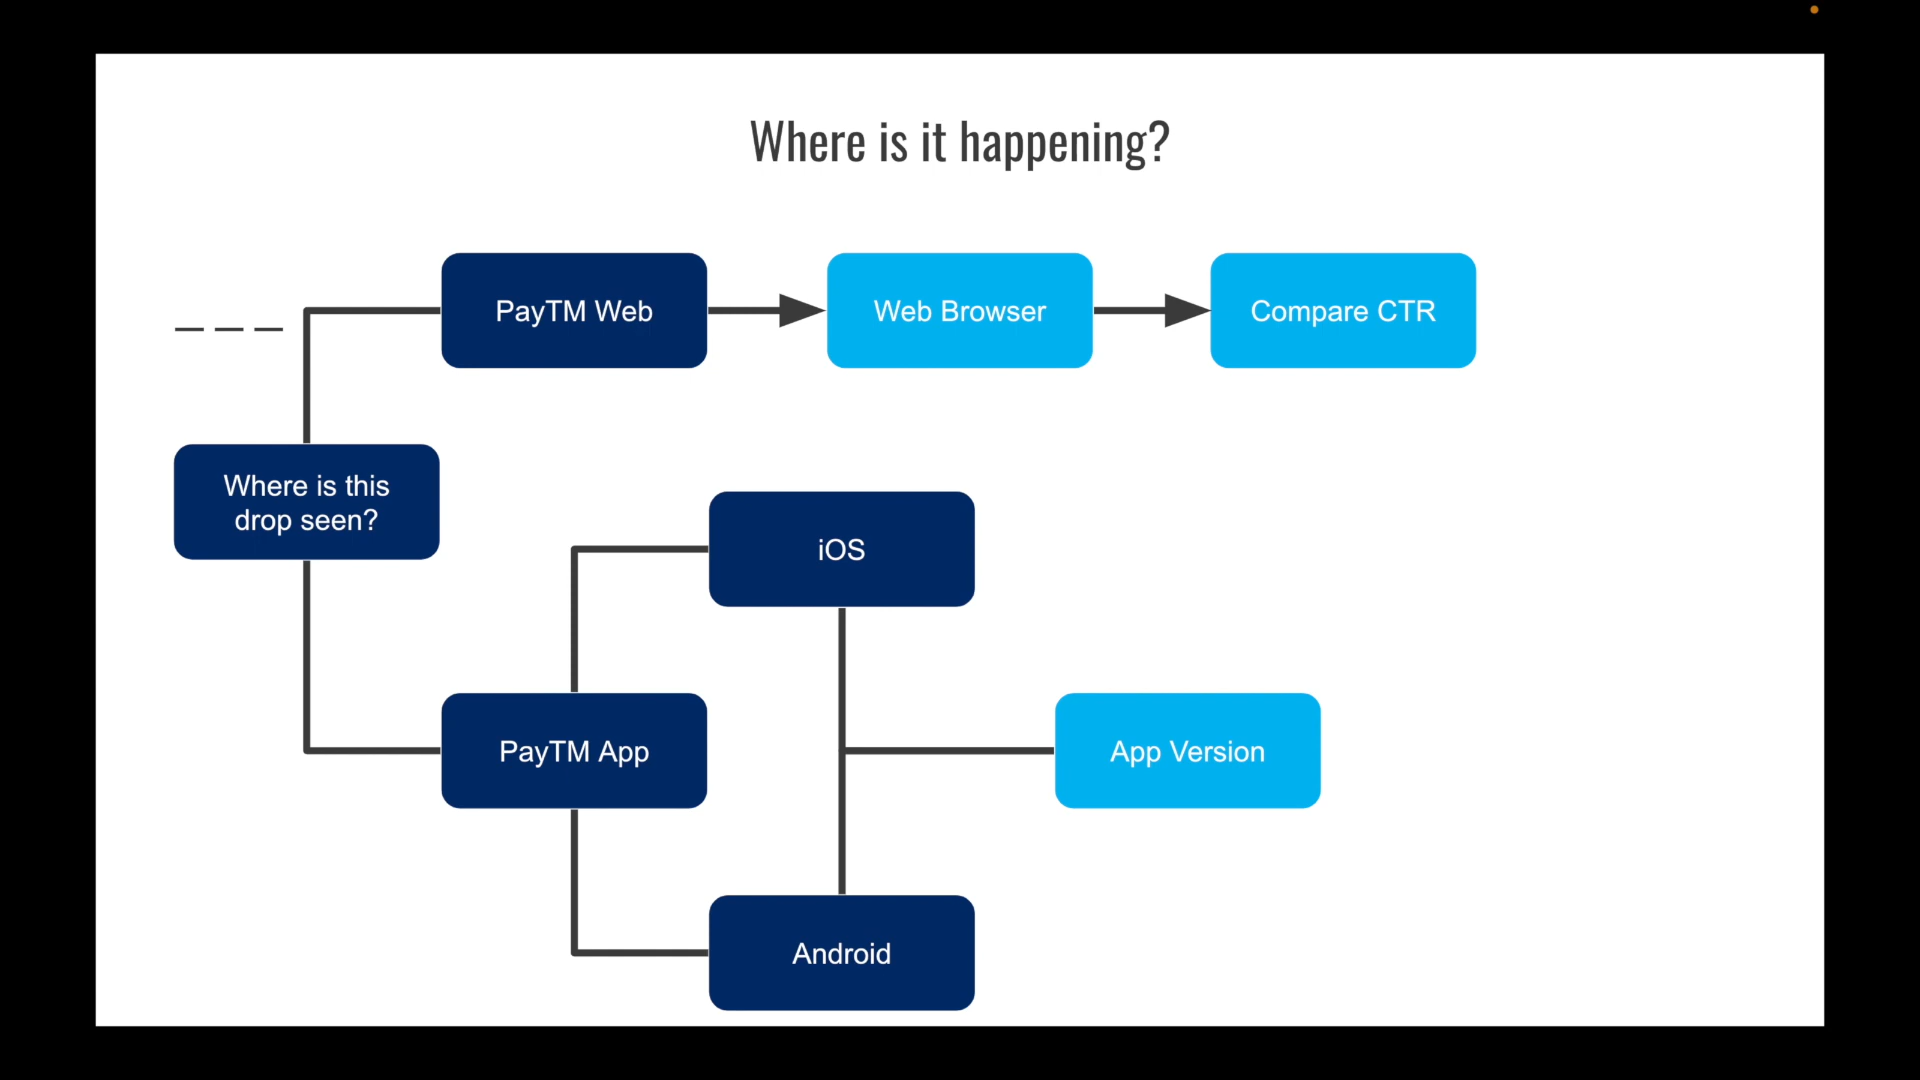 Where is it happening?
PayTM Web
Web Browser
Compare CTR
Where is this
drop seen?
iOS
PayTM App
App Version
Android